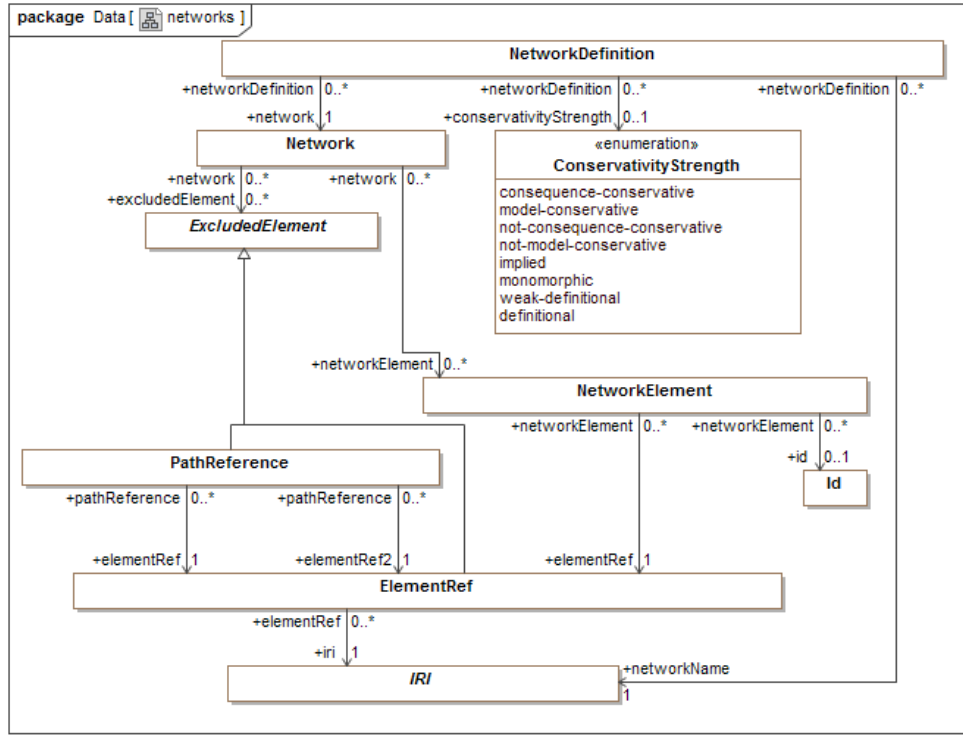 package Data [ networks ]
NetworkDefinition
+networkDefinition 0..* +networkDefinition 0..* +networkDefinition 0..*
+network 1 +conservativityStrength 0..1
Network
«enumeration»
ConservativityStrength
consequence-conservative
model-conservative
not-consequence-conservative
not-model-conservative
implied
monomorphic
weak-definitional
definitional
+network 0..* +network 0..*
+excludedElement 0..*
ExcludedElement
+networkElement 0..*
NetworkElement
+networkElement 0..* +networkElement 0..*
+id 0..1
Id
PathReference
+pathReference 0..* +pathReference 0..*
+elementRef 1 +elementRef2 1 +elementRef 1
ElementRef
+elementRef 0..*
+iri 1
IRI
+networkName
1